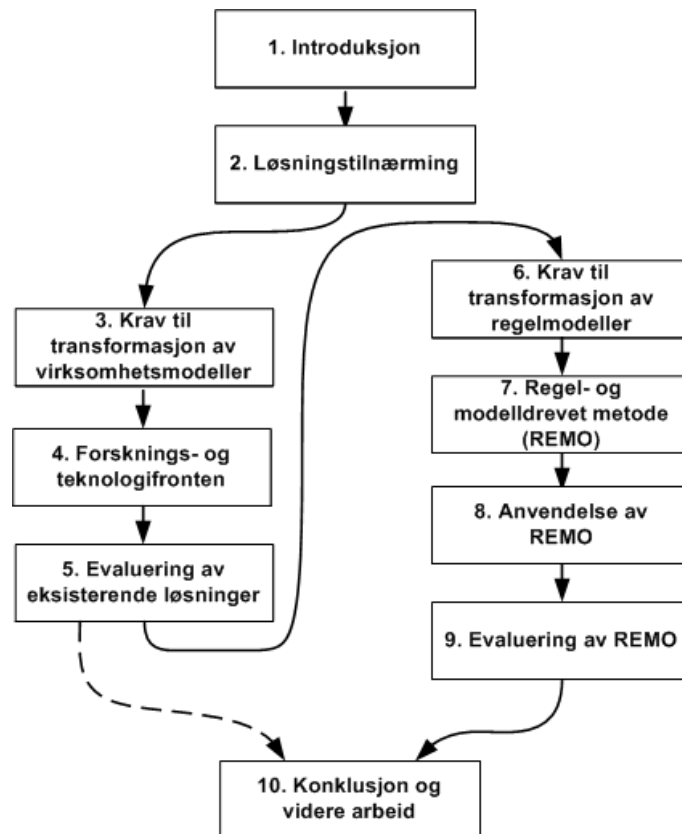 1. Introduksjon
2. Løsningstilnærming
3. Krav til
transformasjon av
virksomhetsmodeller
4. Forsknings- og
teknologifronten
5. Evaluering av
eksisterende løsninger
6. Krav til
transformasjon av
regelmodeller
7. Regel- og
modelldrevet metode
(REMO)
8. Anvendelse av
REMO
9. Evaluering av REMO
10. Konklusjon og
videre arbeid